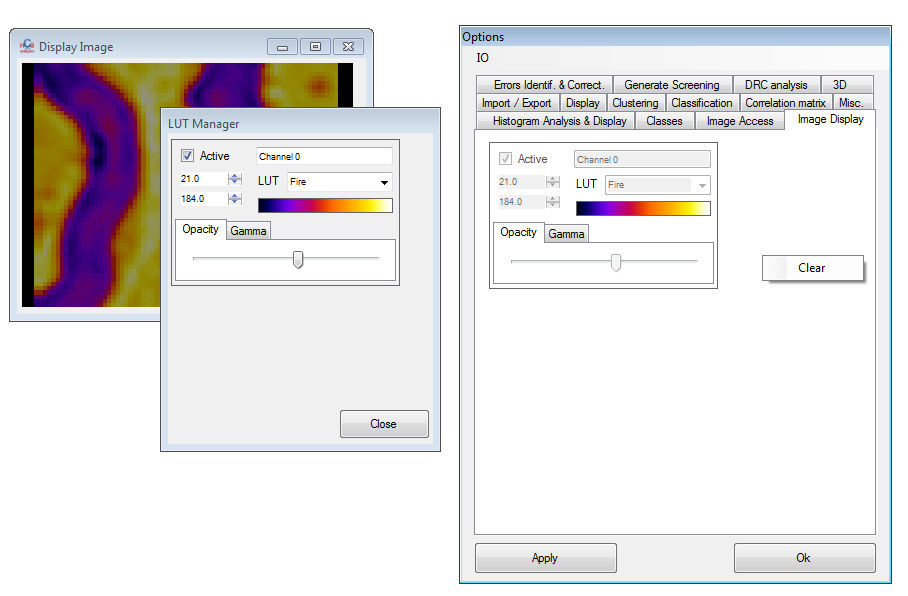 Display Image
LUT Manager
Active
Channel 0
21.0
LUT
Fire
184.0
Opacity
Gamma
Close
Options
IO
Errors Identif. & Correct.
Generate Screening
DRC analysis
3D
Import / Export
Display
Clustering
Classification
Correlation matrix
Misc.
Histogram Analysis & Display
Classes
Image Access
Image Display
Active
Channel 0
21.0
LUT
Fire
184.0
Opacity
Gamma
Clear
Apply
Ok